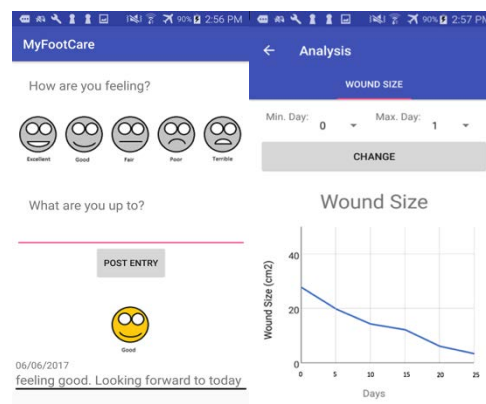 90% 2:56 PM
MyFootCare
How are you feeling?
Excellent Good Fair Poor Terrible
What are you up to?
POST ENTRY
Good
06/06/2017
feeling good. Looking forward to today
90% 2:57 PM
Analysis
WOUND SIZE
Min. Day: 0 Max. Day: 1
CHANGE
Wound Size
Wound Size (cm2)
40
20
0
0 5 10 15 20 25
Days